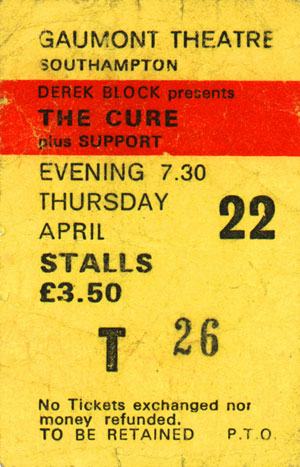 GAUMONT THEATRE
SOUTHAMPTON
DEREK BLOCK presents
THE CURE
plus SUPPORT
EVENING 7.30
THURSDAY
APRIL 22
STALLS
£3.50
T 26
No Tickets exchanged nor
money refunded.
TO BE RETAINED P.T.O.